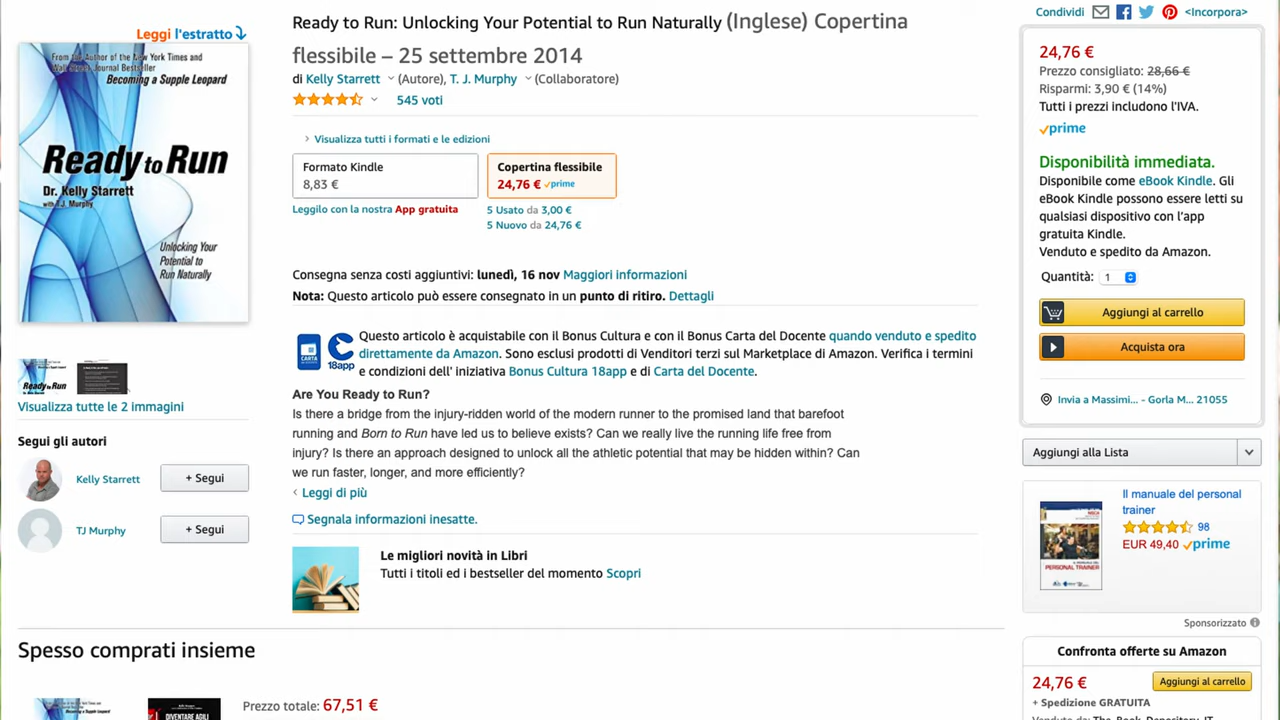 Leggi l'estratto
From the Author of the New York Times and
Wall Street Journal Bestseller
Becoming a Supple Leopard
Ready to Run
Dr. Kelly Starrett
with T.J. Murphy
Unlocking Your
Potential to
Run Naturally
Visualizza tutte le 2 immagini
Segui gli autori
Kelly Starrett
+ Segui
TJ Murphy
+ Segui
Ready to Run: Unlocking Your Potential to Run Naturally (Inglese) Copertina
flessibile – 25 settembre 2014
di Kelly Starrett (Autore), T. J. Murphy (Collaboratore)
545 voti
› Visualizza tutti i formati e le edizioni
Formato Kindle
8,83 €
Copertina flessibile
24,76 € prime
Leggilo con la nostra App gratuita
5 Usato da 3,00 €
5 Nuovo da 24,76 €
Consegna senza costi aggiuntivi: lunedì, 16 nov Maggiori informazioni
Nota: Questo articolo può essere consegnato in un punto di ritiro. Dettagli
CARTA
18app
Questo articolo è acquistabile con il Bonus Cultura e con il Bonus Carta del Docente quando venduto e spedito
direttamente da Amazon. Sono esclusi prodotti di Venditori terzi sul Marketplace di Amazon. Verifica i termini
e condizioni dell' iniziativa Bonus Cultura 18app e di Carta del Docente.
Are You Ready to Run?
Is there a bridge from the injury-ridden world of the modern runner to the promised land that barefoot
running and Born to Run have led us to believe exists? Can we really live the running life free from
injury? Is there an approach designed to unlock all the athletic potential that may be hidden within? Can
we run faster, longer, and more efficiently?
‹ Leggi di più
Segnala informazioni inesatte.
Le migliori novità in Libri
Tutti i titoli ed i bestseller del momento Scopri
Condividi <Incorpora>
24,76 €
Prezzo consigliato: 28,66 €
Risparmi: 3,90 € (14%)
Tutti i prezzi includono l'IVA.
prime
Disponibilità immediata.
Disponibile come eBook Kindle. Gli
eBook Kindle possono essere letti su
qualsiasi dispositivo con l'app
gratuita Kindle.
Venduto e spedito da Amazon.
Quantità: 1
Aggiungi al carrello
Acquista ora
Invia a Massimi... - Gorla M... 21055
Aggiungi alla Lista
Il manuale del personal
trainer
98
EUR 49,40 prime
PERSONAL TRAINER
Sponsorizzato
Confronta offerte su Amazon
24,76 €
Aggiungi al carrello
+ Spedizione GRATUITA
Venduto da: The Book Depository IT
Spesso comprati insieme
Becoming a Supple Leopard
DIVENTARE AGILI
Prezzo totale: 67,51 €